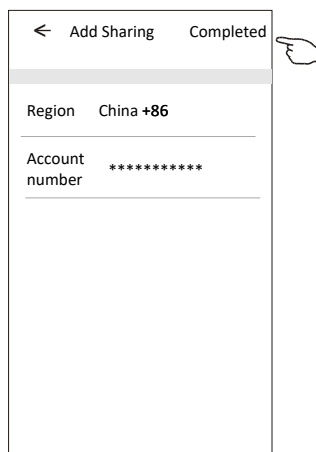 Add Sharing Completed
Region China +86
Account
number ***********